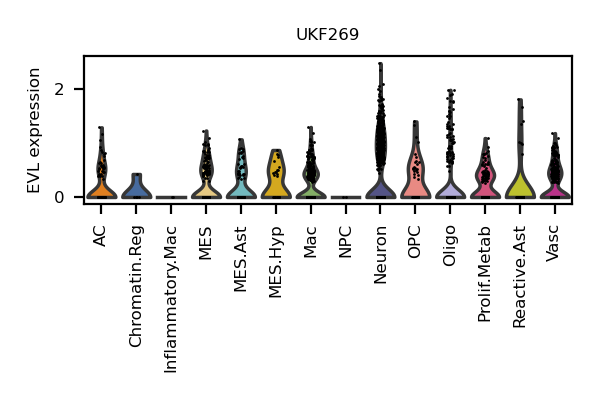 UKF269
EVL expression
2
0
AC
Chromatin.Reg
Inflammatory.Mac
MES
MES.Ast
MES.Hyp
Mac
NPC
Neuron
OPC
Oligo
Prolif.Metab
Reactive.Ast
Vasc